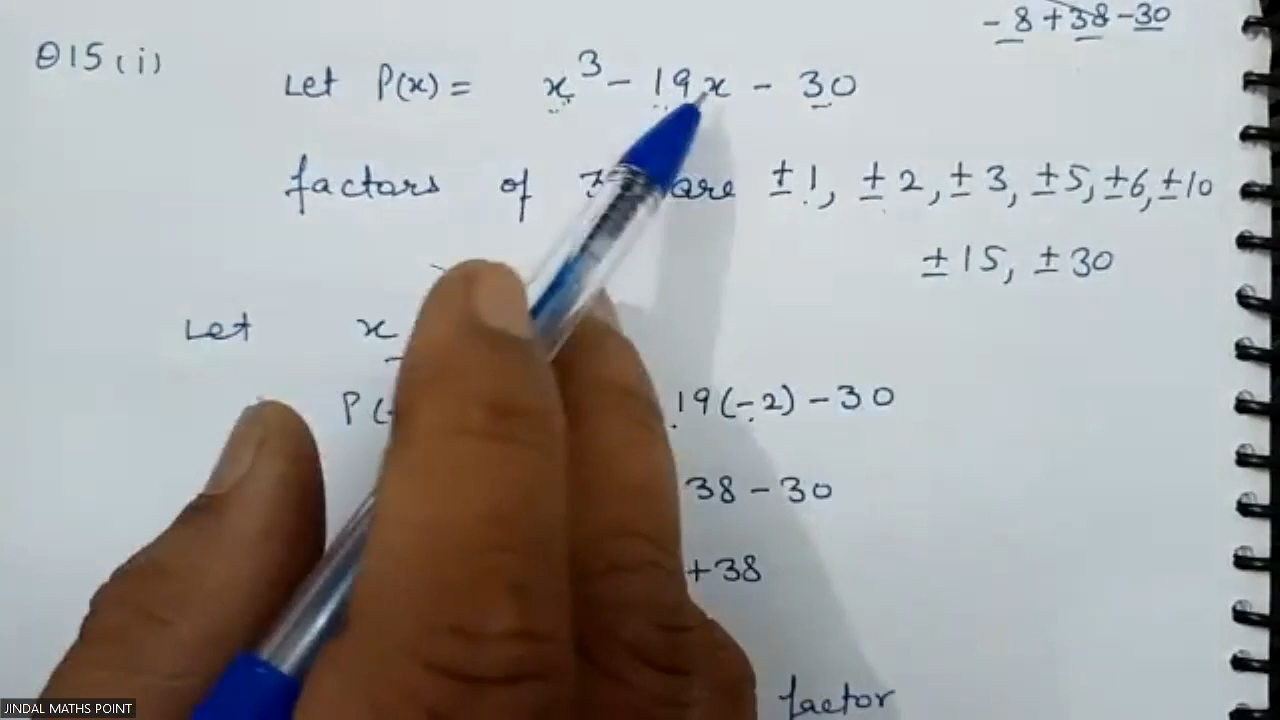 -8+38-30
Q15(i)
Let P(x) = x³ - 19x - 30
factors of are ±1, ±2, ±3, ±5, ±6, ±10
±15, ±30
Let x
P(- 19(-2) - 30
38 - 30
+38
factor
JINDAL MATHS POINT